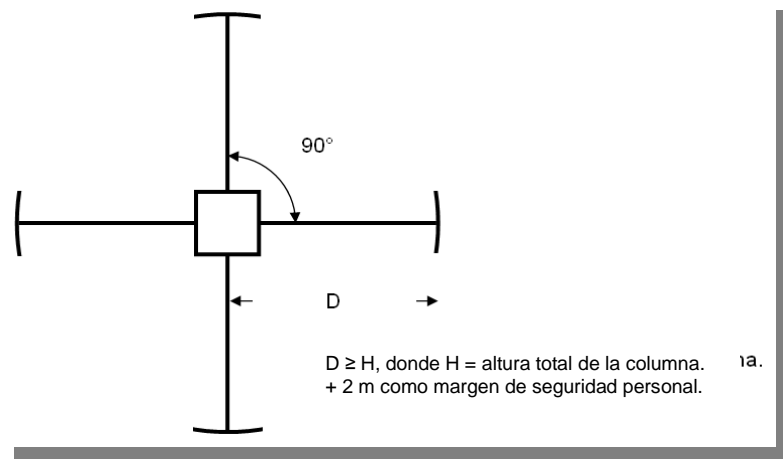 90°
D
D ≥ H, donde H = altura total de la columna.
+ 2 m como margen de seguridad personal.